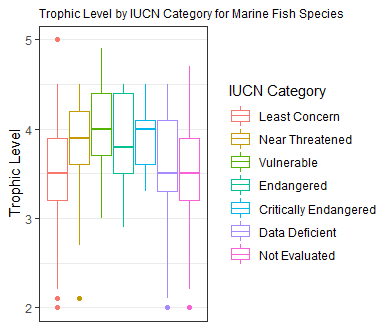 Trophic Level by IUCN Category for Marine Fish Species
5
4
3
2
Trophic Level
IUCN Category
Least Concern
Near Threatened
Vulnerable
Endangered
Critically Endangered
Data Deficient
Not Evaluated